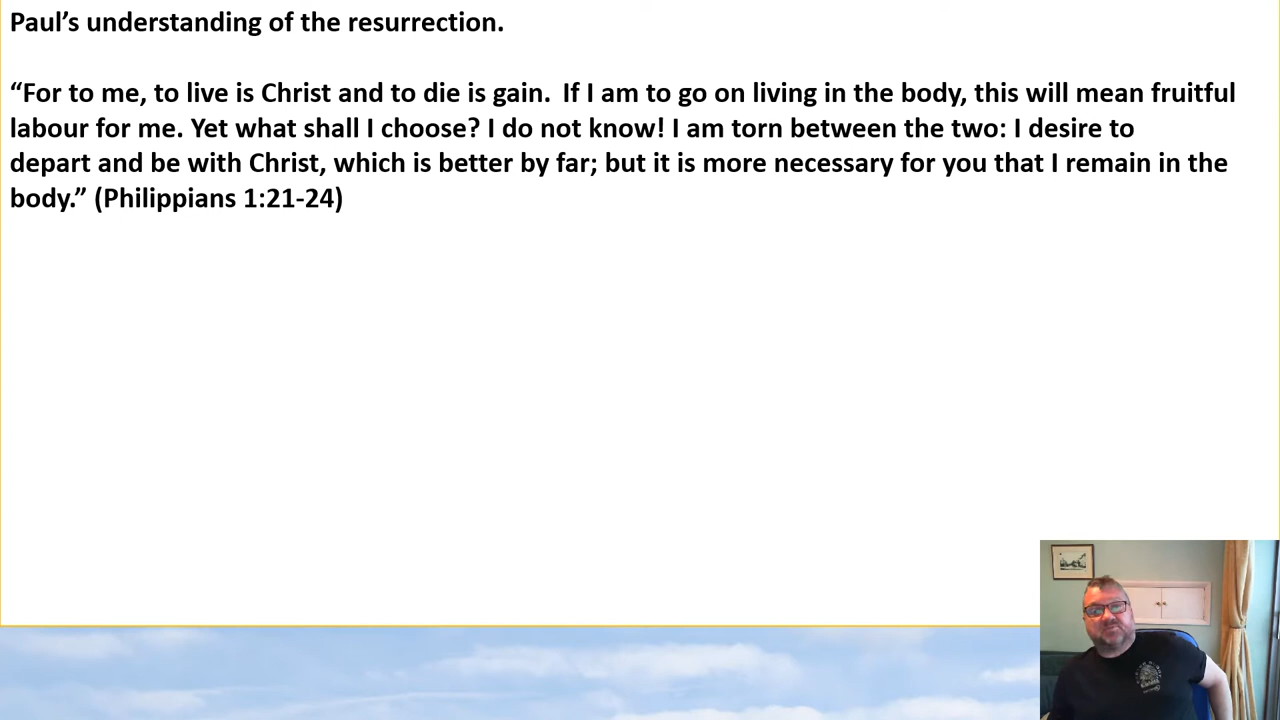 Paul’s understanding of the resurrection.
“For to me, to live is Christ and to die is gain.  If I am to go on living in the body, this will mean fruitful
labour for me. Yet what shall I choose? I do not know! I am torn between the two: I desire to
depart and be with Christ, which is better by far; but it is more necessary for you that I remain in the
body.” (Philippians 1:21-24)